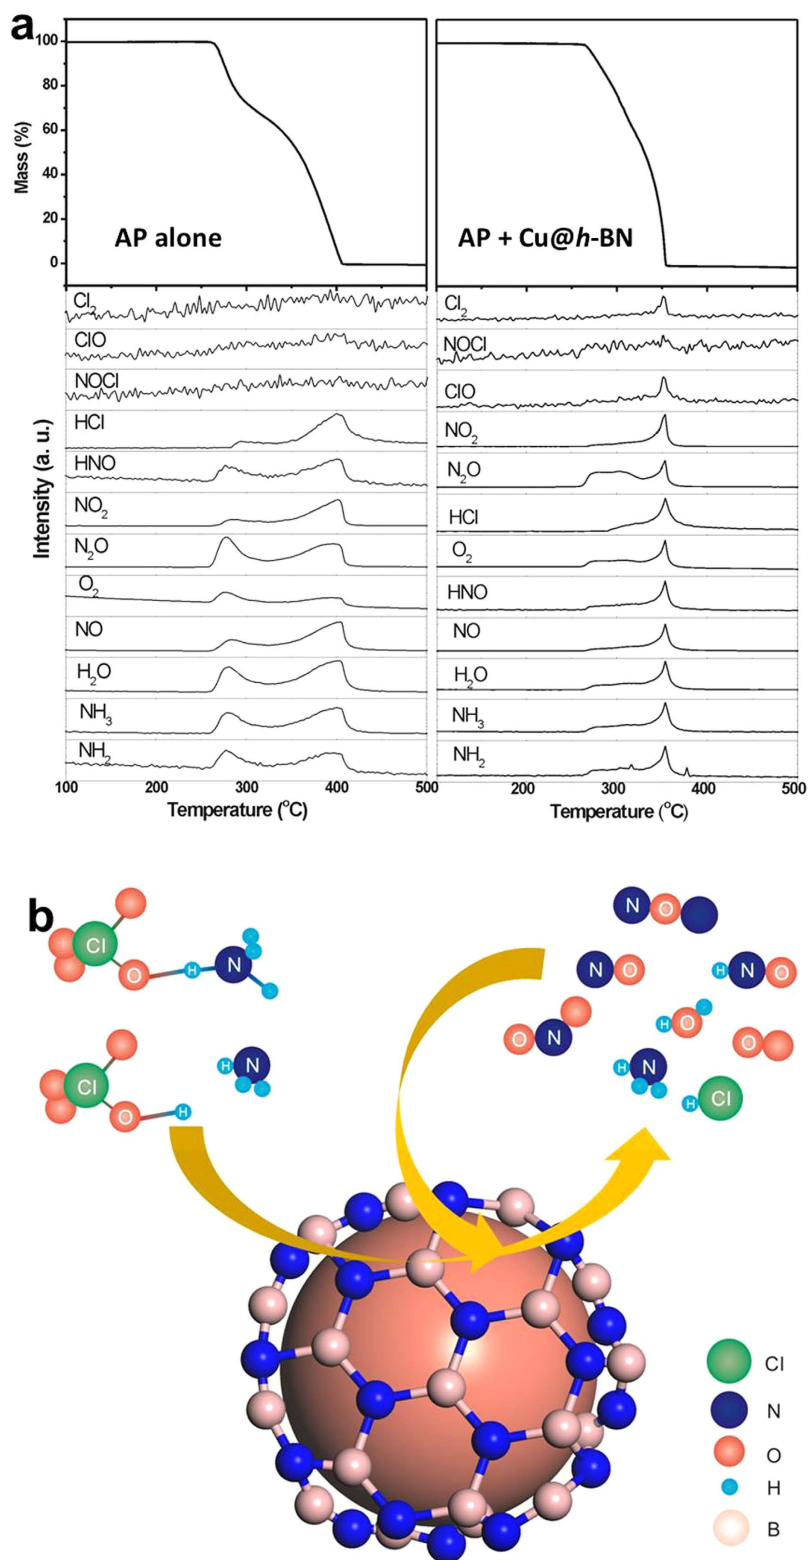 a
100
80
60
40
20
0
Mass (%)
AP alone
AP + Cu@h-BN
Intensity (a. u.)
Cl2
ClO
NOCl
HCl
HNO
NO2
N2O
O2
NO
H2O
NH3
NH2
100 200 300 400 500
Temperature (°C)
Cl2
NOCl
ClO
NO2
N2O
HCl
O2
HNO
NO
H2O
NH3
NH2
200 300 400 500
Temperature (°C)
b
Cl
O
H
N
Cl
O
H
H
N
N
O
N
O
O
N
H
N
O
H
O
O
H
N
H
Cl
Cl
N
O
H
B